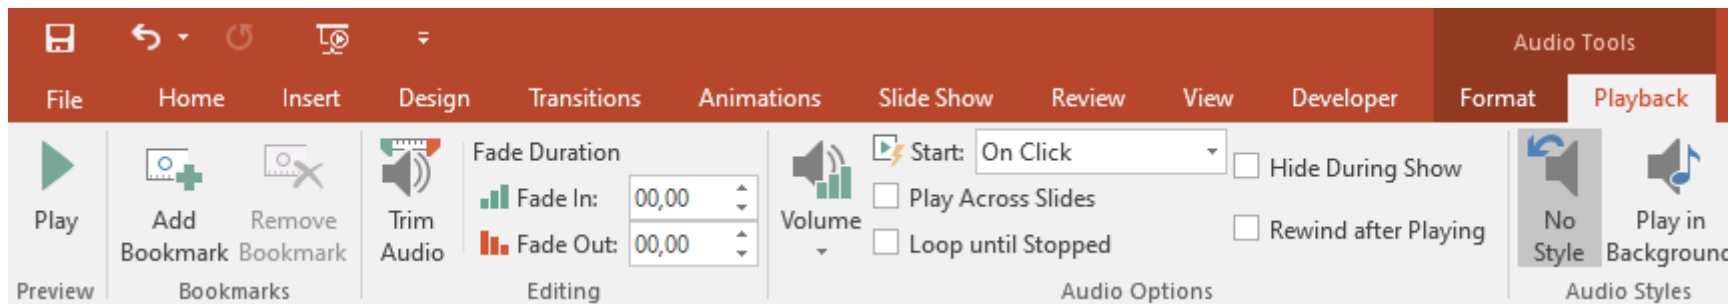 Audio Tools
File Home Insert Design Transitions Animations Slide Show Review View Developer Format Playback
Play
Preview
Add
Bookmark
Remove
Bookmark
Bookmarks
Trim
Audio
Fade Duration
Fade In: 00,00
Fade Out: 00,00
Editing
Volume
Start: On Click
Play Across Slides
Loop until Stopped
Hide During Show
Rewind after Playing
Audio Options
No
Style
Play in
Background
Audio Styles